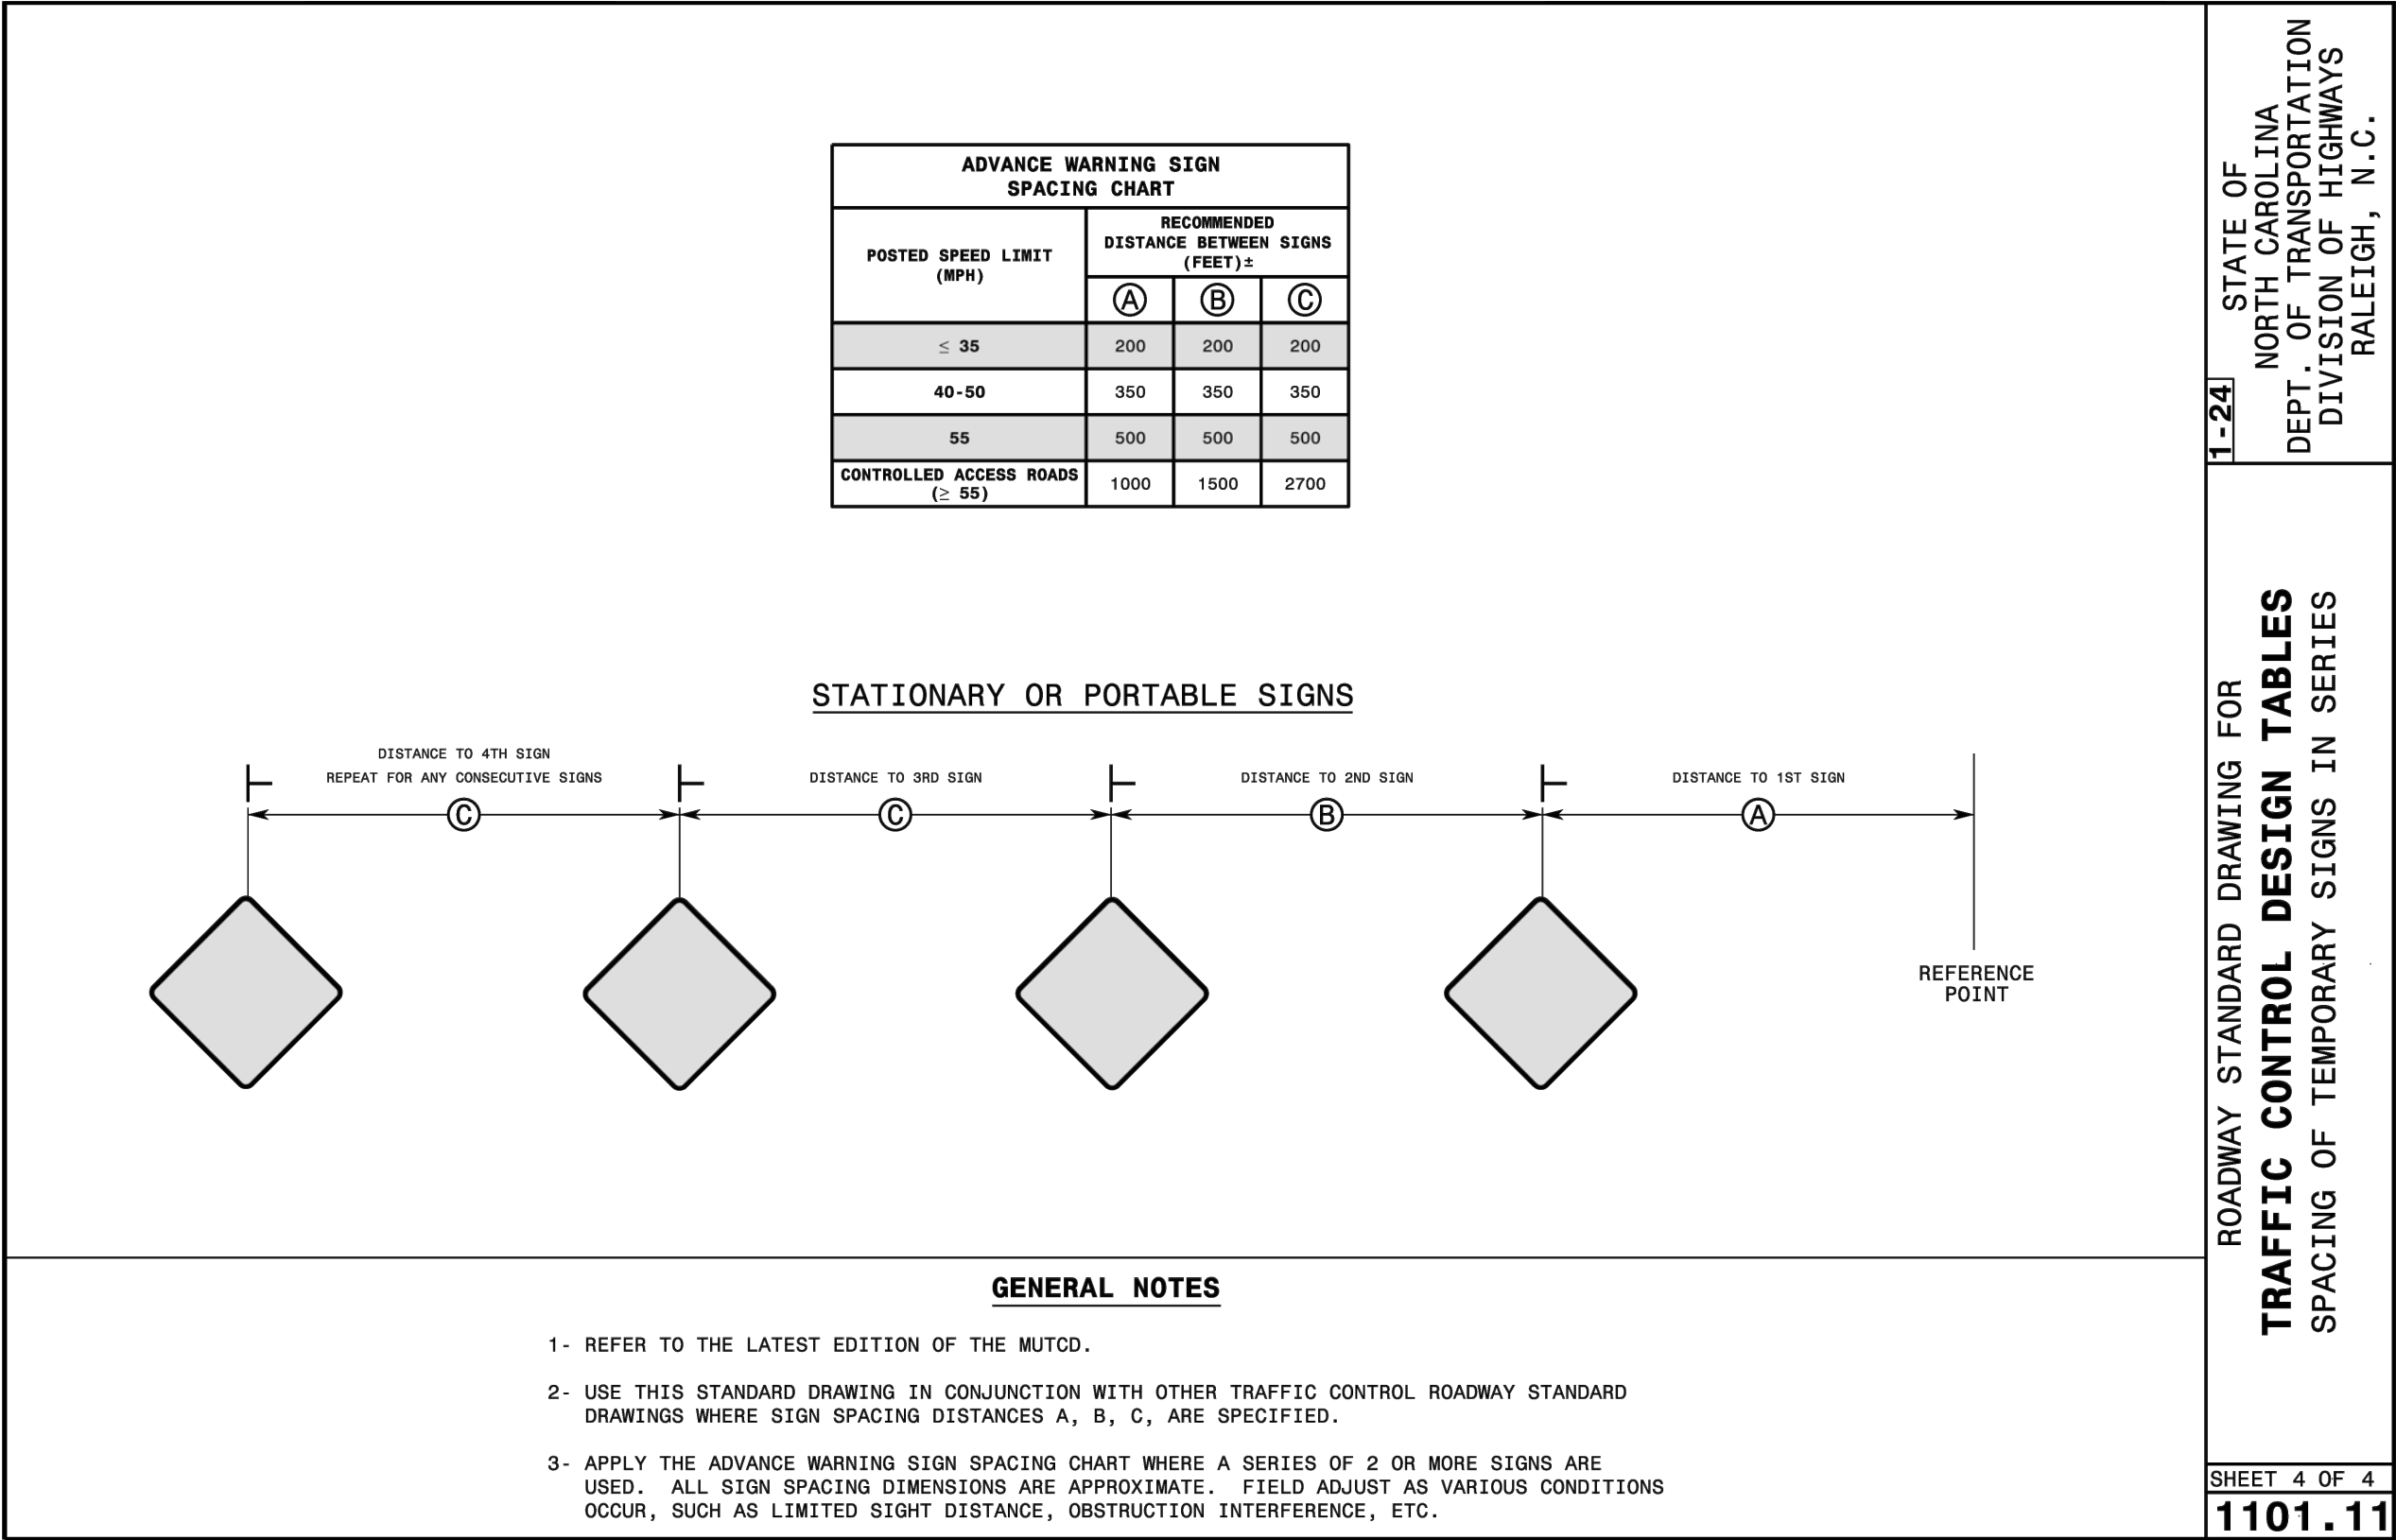 ADVANCE WARNING SIGN
SPACING CHART
POSTED SPEED LIMIT
(MPH)
RECOMMENDED
DISTANCE BETWEEN SIGNS
(FEET)±
A B C
≤ 35 200 200 200
40-50 350 350 350
55 500 500 500
CONTROLLED ACCESS ROADS
(≥ 55)
1000 1500 2700
STATIONARY OR PORTABLE SIGNS
DISTANCE TO 4TH SIGN
REPEAT FOR ANY CONSECUTIVE SIGNS
DISTANCE TO 3RD SIGN
DISTANCE TO 2ND SIGN
DISTANCE TO 1ST SIGN
C C B A
REFERENCE
POINT
GENERAL NOTES
1- REFER TO THE LATEST EDITION OF THE MUTCD.
2- USE THIS STANDARD DRAWING IN CONJUNCTION WITH OTHER TRAFFIC CONTROL ROADWAY STANDARD
DRAWINGS WHERE SIGN SPACING DISTANCES A, B, C, ARE SPECIFIED.
3- APPLY THE ADVANCE WARNING SIGN SPACING CHART WHERE A SERIES OF 2 OR MORE SIGNS ARE
USED. ALL SIGN SPACING DIMENSIONS ARE APPROXIMATE. FIELD ADJUST AS VARIOUS CONDITIONS
OCCUR, SUCH AS LIMITED SIGHT DISTANCE, OBSTRUCTION INTERFERENCE, ETC.
1-24
STATE OF
NORTH CAROLINA
DEPT. OF TRANSPORTATION
DIVISION OF HIGHWAYS
RALEIGH, N.C.
ROADWAY STANDARD DRAWING FOR
TRAFFIC CONTROL DESIGN TABLES
SPACING OF TEMPORARY SIGNS IN SERIES
SHEET 4 OF 4
1101.11